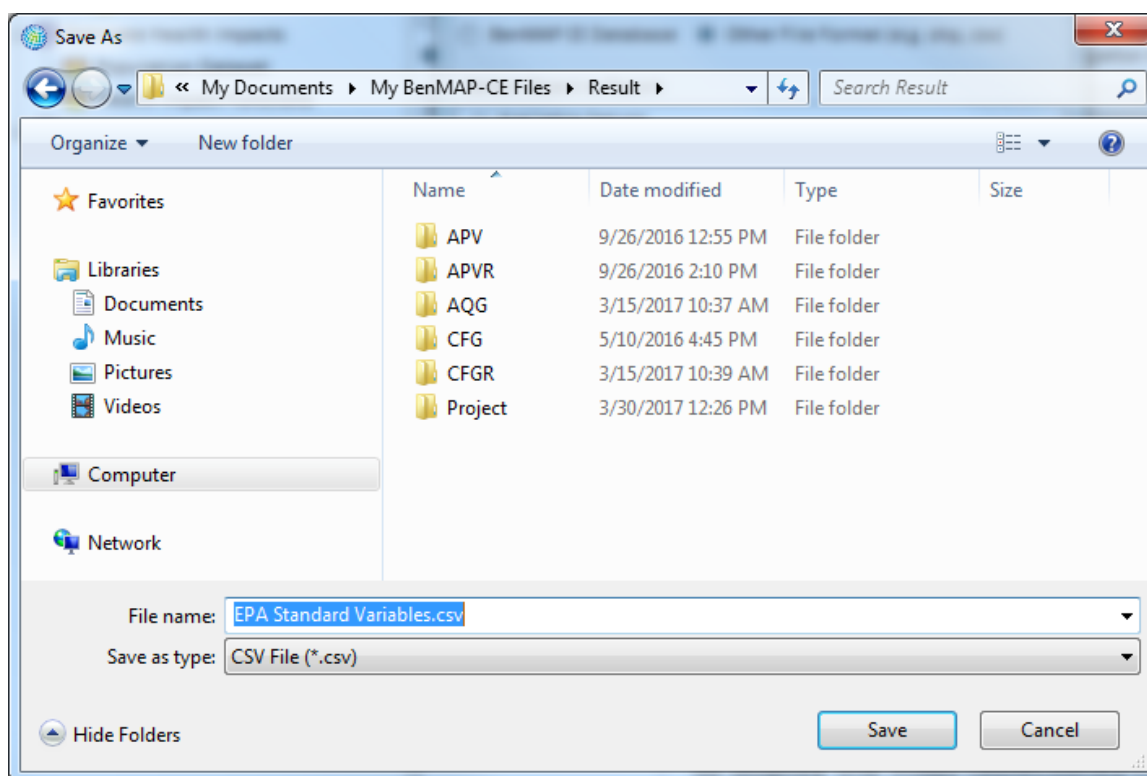 Save As
« My Documents ▸ My BenMAP-CE Files ▸ Result ▸ Search Result
Organize ▾ New folder
Name Date modified Type Size
Favorites
Libraries
Documents
Music
Pictures
Videos
Computer
Network
APV 9/26/2016 12:55 PM File folder
APVR 9/26/2016 2:10 PM File folder
AQG 3/15/2017 10:37 AM File folder
CFG 5/10/2016 4:45 PM File folder
CFGR 3/15/2017 10:39 AM File folder
Project 3/30/2017 12:26 PM File folder
File name: EPA Standard Variables.csv
Save as type: CSV File (*.csv)
Hide Folders Save Cancel